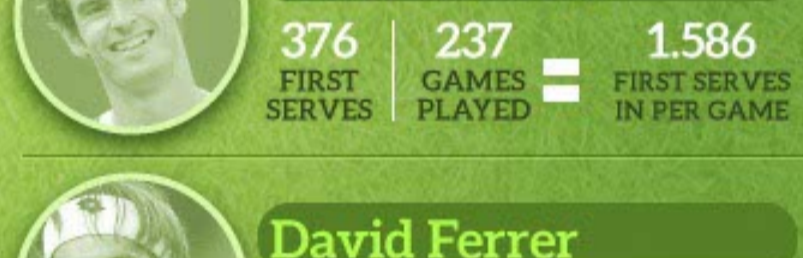 376 237 1.586
FIRST GAMES FIRST SERVES
SERVES PLAYED IN PER GAME
David Ferrer